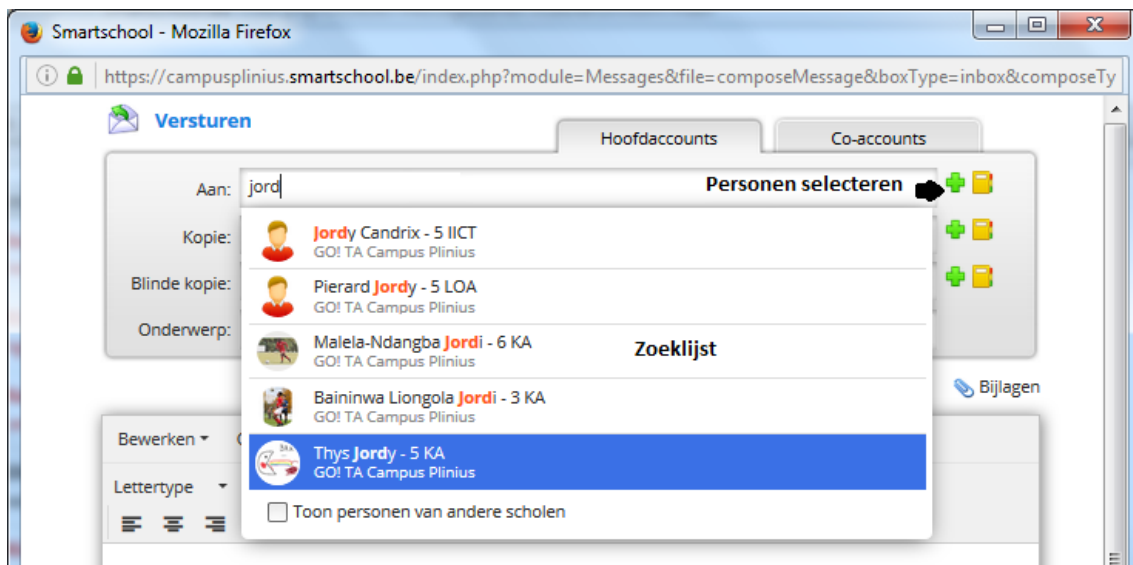 Smartschool - Mozilla Firefox
https://campusplinius.smartschool.be/index.php?module=Messages&file=composeMessage&boxType=inbox&composeTy
Versturen
Hoofdaccounts Co-accounts
Aan: jord Personen selecteren
Kopie:
Jordy Candrix - 5 IICT
GO! TA Campus Plinius
Blinde kopie:
Pierard Jordy - 5 LOA
GO! TA Campus Plinius
Onderwerp:
Malela-Ndangba Jordi - 6 KA
GO! TA Campus Plinius
Zoeklijst
Baininwa Liongola Jordi - 3 KA
GO! TA Campus Plinius
Bijlagen
Bewerken
Thys Jordy - 5 KA
GO! TA Campus Plinius
Lettertype
Toon personen van andere scholen